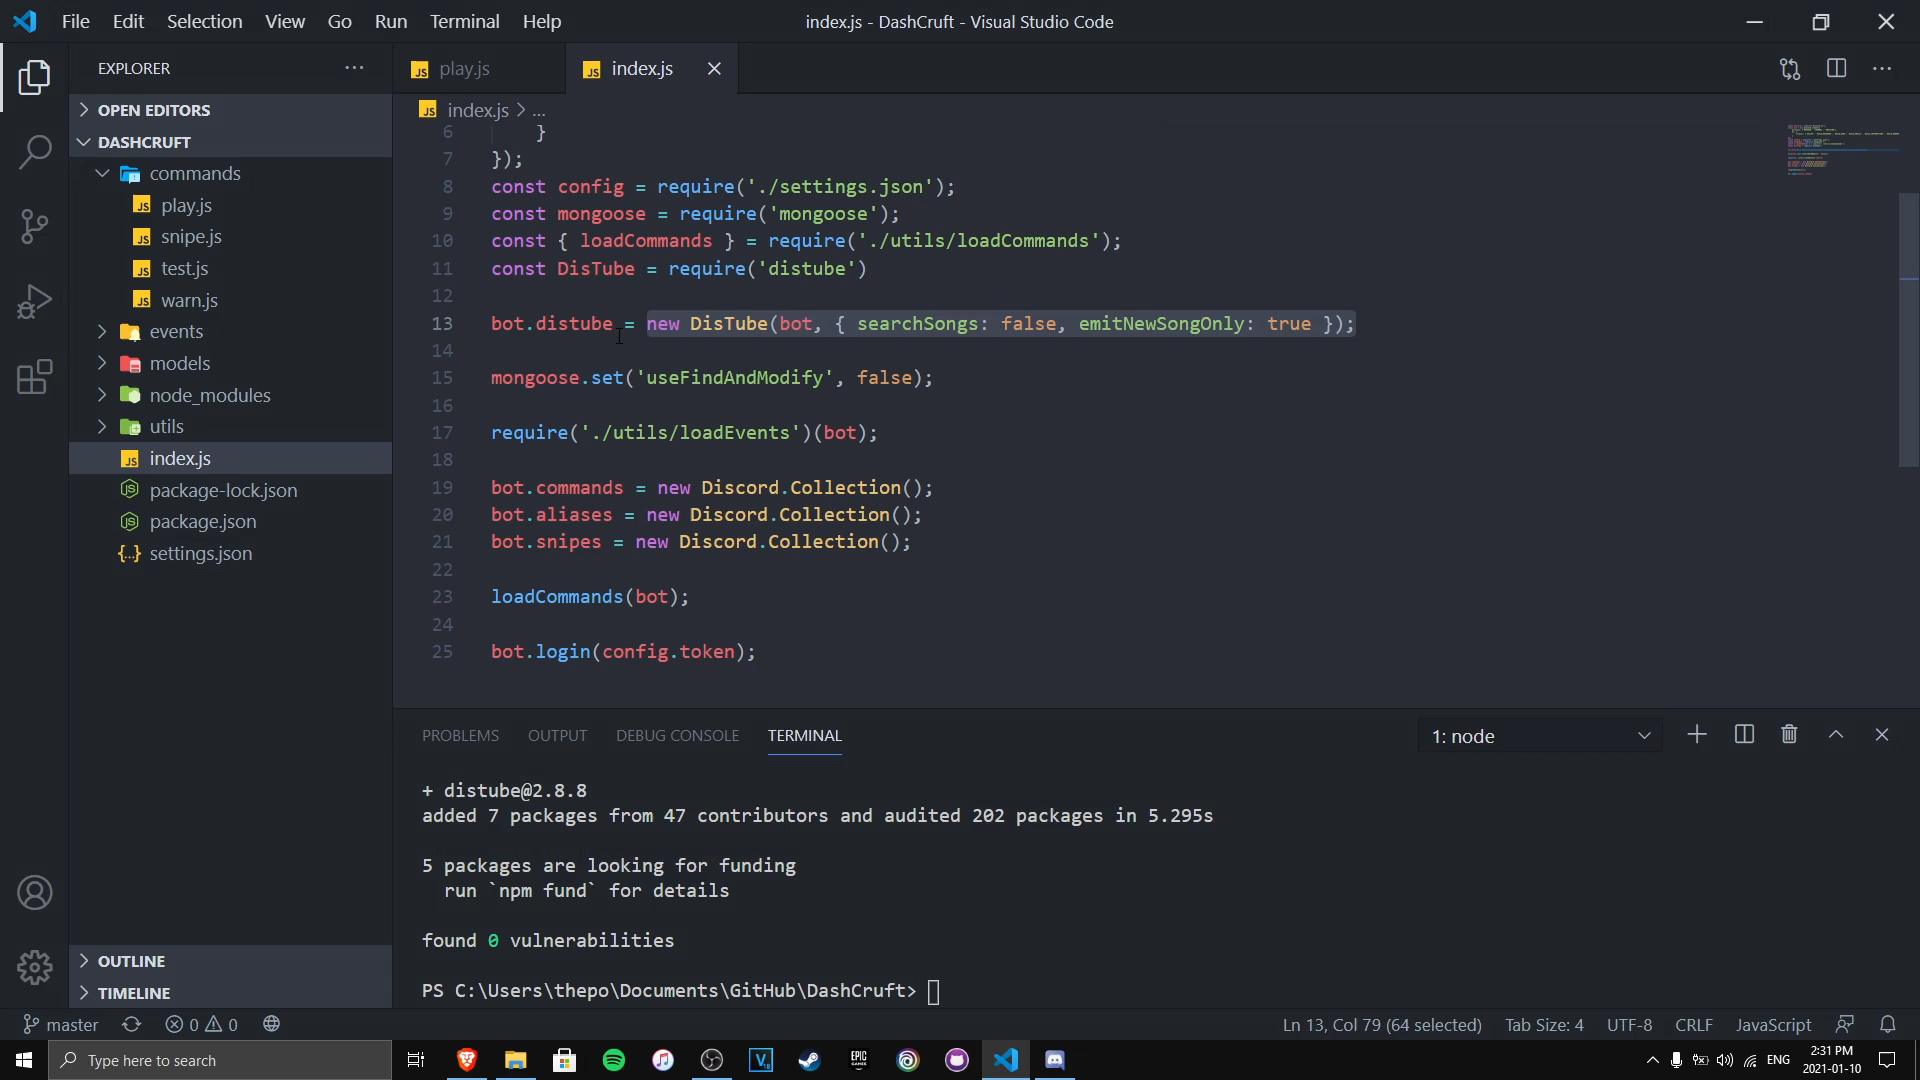 File Edit Selection View Go Run Terminal Help
index.js - DashCruft - Visual Studio Code
EXPLORER
OPEN EDITORS
DASHCRUFT
commands
play.js
snipe.js
test.js
warn.js
events
models
node_modules
utils
index.js
package-lock.json
package.json
settings.json
OUTLINE
TIMELINE
play.js
index.js
index.js > ...
6 }
7 });
8 const config = require('./settings.json');
9 const mongoose = require('mongoose');
10 const { loadCommands } = require('./utils/loadCommands');
11 const DisTube = require('distube')
12
13 bot.distube = new DisTube(bot, { searchSongs: false, emitNewSongOnly: true });
14
15 mongoose.set('useFindAndModify', false);
16
17 require('./utils/loadEvents')(bot);
18
19 bot.commands = new Discord.Collection();
20 bot.aliases = new Discord.Collection();
21 bot.snipes = new Discord.Collection();
22
23 loadCommands(bot);
24
25 bot.login(config.token);
PROBLEMS OUTPUT DEBUG CONSOLE TERMINAL
1: node
+ distube@2.8.8
added 7 packages from 47 contributors and audited 202 packages in 5.295s
5 packages are looking for funding
run `npm fund` for details
found 0 vulnerabilities
PS C:\Users\thepo\Documents\GitHub\DashCruft>
master 0 0
Ln 13, Col 79 (64 selected) Tab Size: 4 UTF-8 CRLF JavaScript
Type here to search
ENG
2:31 PM
2021-01-10